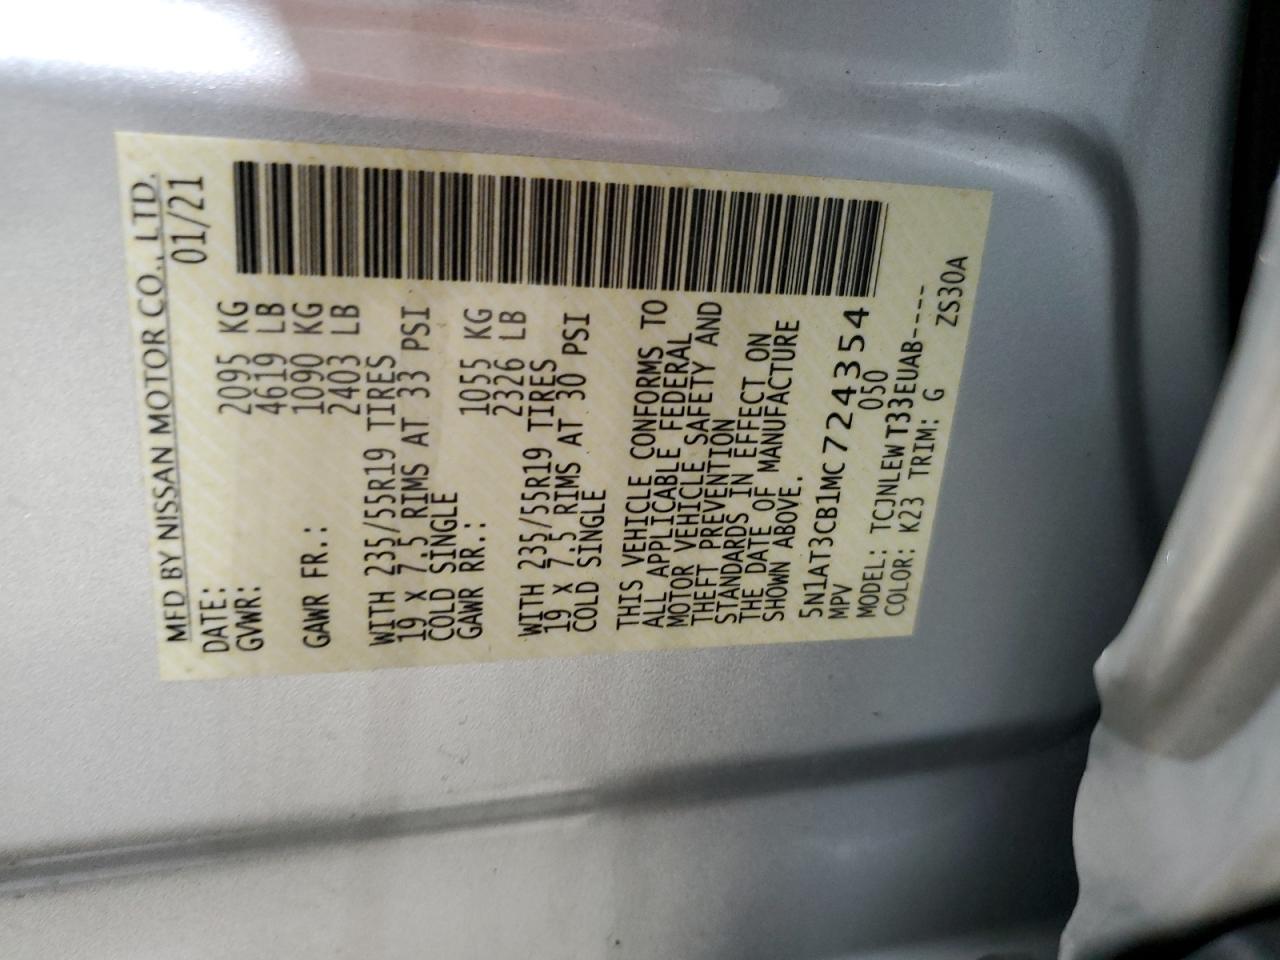 MFD BY NISSAN MOTOR CO., LTD.
DATE: 01/21
GVWR: 2095 KG
4619 LB
GAWR FR.: 1090 KG
2403 LB
WITH 235/55R19 TIRES
19 X 7.5 RIMS AT 33 PSI
COLD SINGLE
GAWR RR.: 1055 KG
2326 LB
WITH 235/55R19 TIRES
19 X 7.5 RIMS AT 30 PSI
COLD SINGLE
THIS VEHICLE CONFORMS TO
ALL APPLICABLE FEDERAL
MOTOR VEHICLE SAFETY AND
THEFT PREVENTION
STANDARDS IN EFFECT ON
THE DATE OF MANUFACTURE
SHOWN ABOVE.
5N1AT3CB1MC724354
MPV 050
MODEL: TCJNLEWT33EUAB----
COLOR: K23 TRIM: G ZS30A